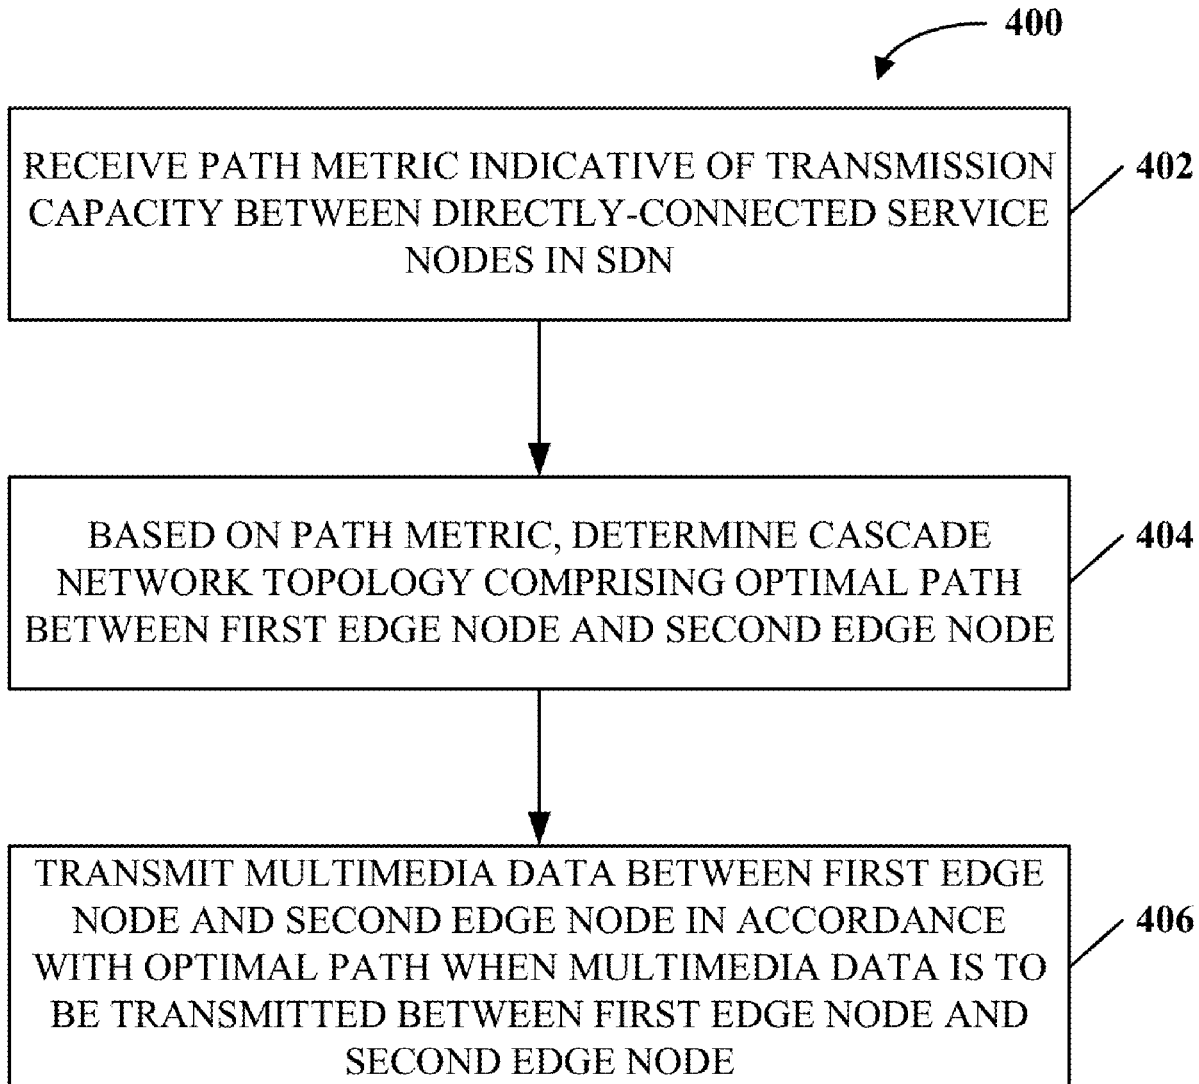 400
RECEIVE PATH METRIC INDICATIVE OF TRANSMISSION
CAPACITY BETWEEN DIRECTLY-CONNECTED SERVICE
NODES IN SDN
402
BASED ON PATH METRIC, DETERMINE CASCADE
NETWORK TOPOLOGY COMPRISING OPTIMAL PATH
BETWEEN FIRST EDGE NODE AND SECOND EDGE NODE
404
TRANSMIT MULTIMEDIA DATA BETWEEN FIRST EDGE
NODE AND SECOND EDGE NODE IN ACCORDANCE
WITH OPTIMAL PATH WHEN MULTIMEDIA DATA IS TO
BE TRANSMITTED BETWEEN FIRST EDGE NODE AND
SECOND EDGE NODE
406